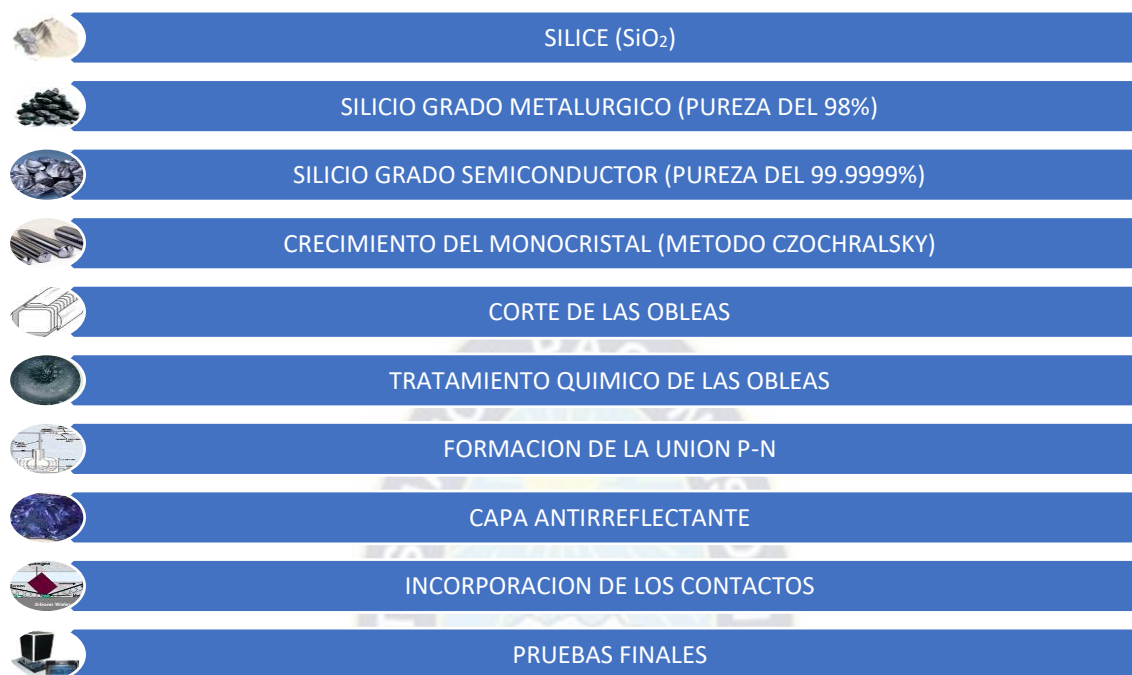 SILICE (SiO₂)
SILICIO GRADO METALURGICO (PUREZA DEL 98%)
SILICIO GRADO SEMICONDUCTOR (PUREZA DEL 99.9999%)
CRECIMIENTO DEL MONOCRISTAL (METODO CZOCHRALSKY)
CORTE DE LAS OBLEAS
TRATAMIENTO QUIMICO DE LAS OBLEAS
FORMACION DE LA UNION P-N
CAPA ANTIRREFLECTANTE
INCORPORACION DE LOS CONTACTOS
PRUEBAS FINALES